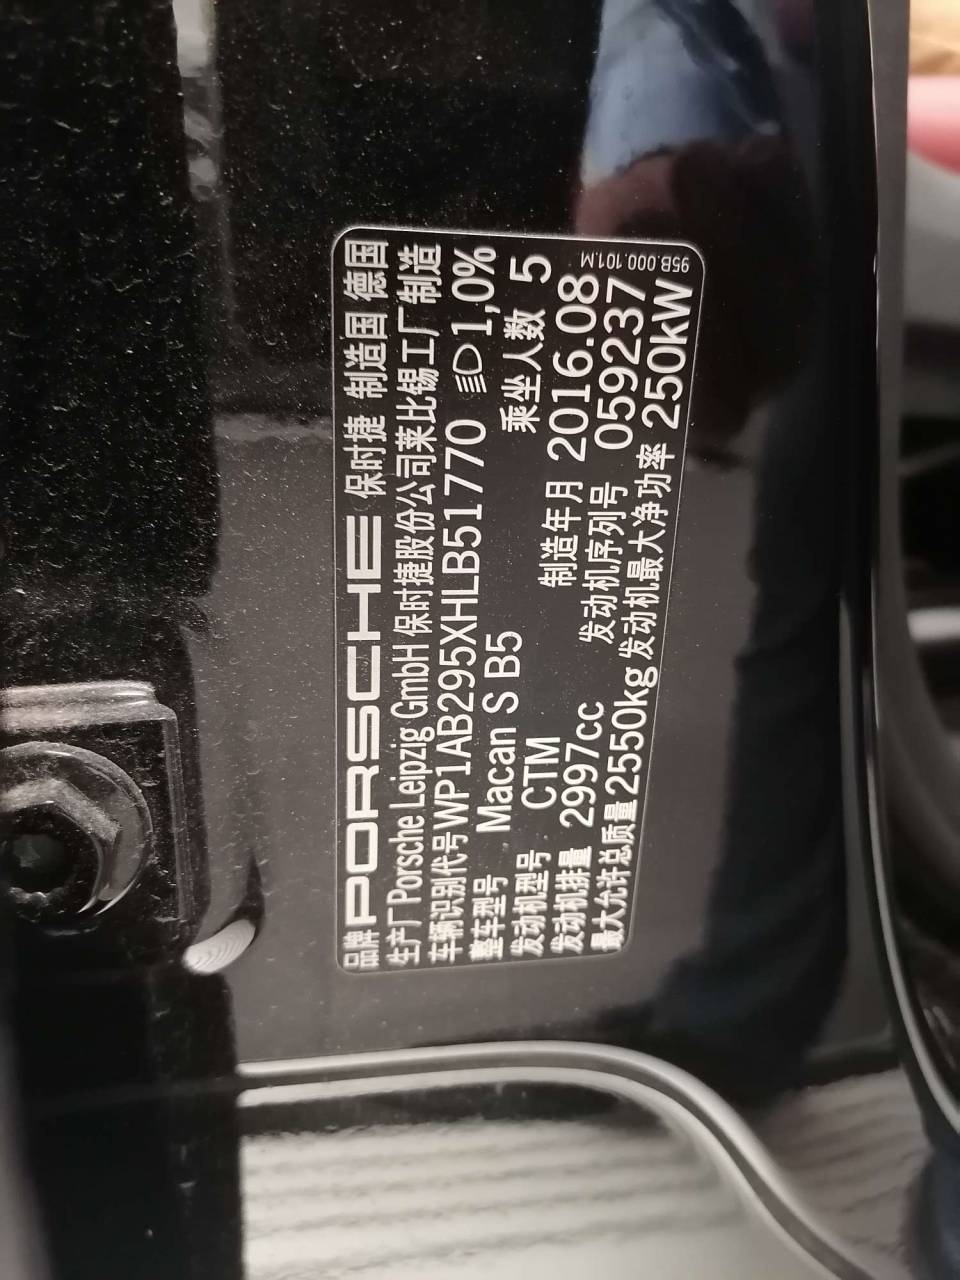 品牌 PORSCHE 保时捷 制造国 德国
生产厂 Porsche Leipzig GmbH 保时捷股份公司莱比锡工厂制造
车辆识别代号 WP1AB295XHLB51770 1,0%
整车型号 Macan S B5 乘坐人数 5
发动机型号 CTM 制造年月 2016.08
发动机排量 2997cc 发动机序列号 059237
最大允许总质量 2550kg 发动机最大净功率 250kW
95B.000.101.M